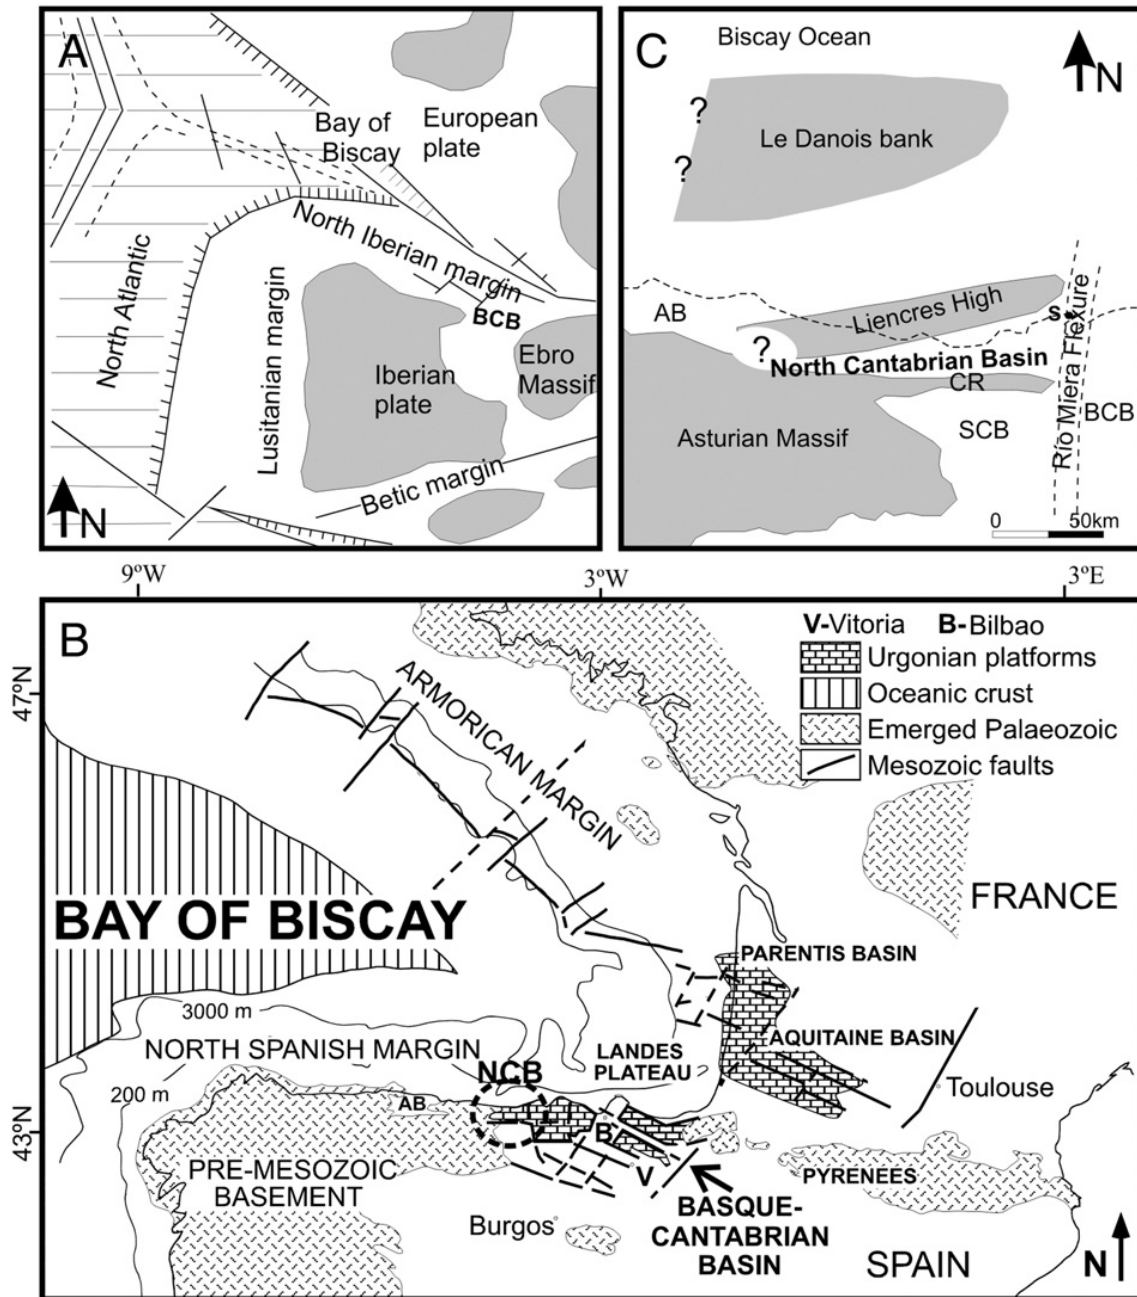 A
Bay of
Biscay
European
plate
North Iberian margin
North Atlantic
Lusitanian margin
BCB
Iberian
plate
Ebro
Massif
Betic margin
N
C
Biscay Ocean
N
?
Le Danois bank
?
AB
Liencres High
S
?
North Cantabrian Basin
CR
Río Miera Flexure
BCB
Asturian Massif
SCB
0 50km
9ºW
3ºW
3ºE
B
V-Vitoria B-Bilbao
Urgonian platforms
Oceanic crust
Emerged Palaeozoic
Mesozoic faults
47ºN
ARMORICAN MARGIN
FRANCE
BAY OF BISCAY
PARENTIS BASIN
3000 m
NORTH SPANISH MARGIN
LANDES
PLATEAU
AQUITAINE BASIN
200 m
NCB
Toulouse
AB
B
43ºN
V
PRE-MESOZOIC
BASEMENT
PYRENEES
Burgos
BASQUE-
CANTABRIAN
BASIN
SPAIN
N